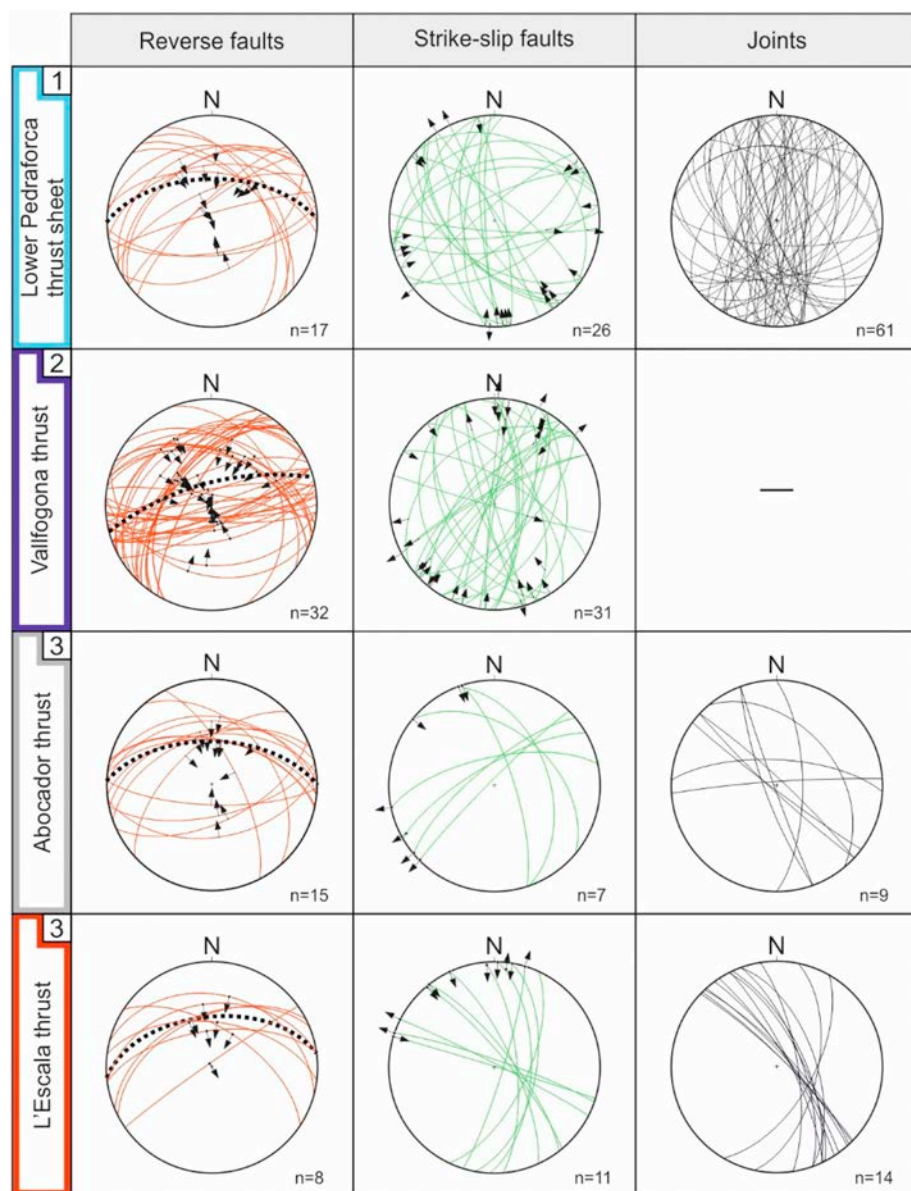 Reverse faults
Strike-slip faults
Joints
1
Lower Pedraforca
thrust sheet
N
n=17
N
n=26
N
n=61
2
Vallfogona thrust
N
n=32
N
n=31
—
3
Abocador thrust
N
n=15
N
n=7
N
n=9
3
L'Escala thrust
N
n=8
N
n=11
N
n=14